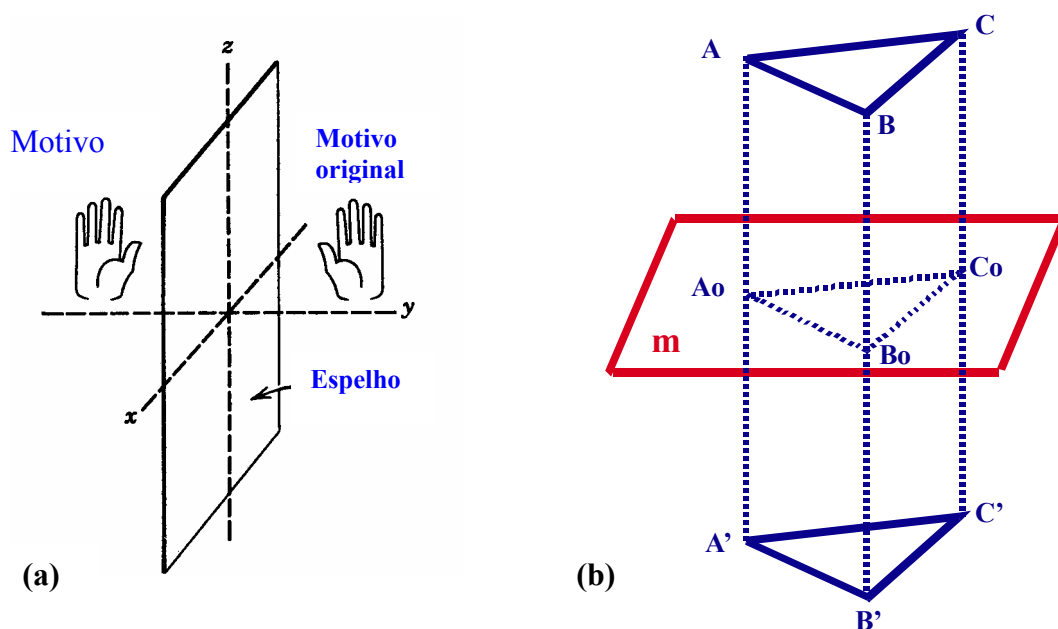 z
Motivo
Motivo
original
y
Espelho
x
(a)
A
C
B
Ao
Co
m
Bo
A'
C'
B'
(b)